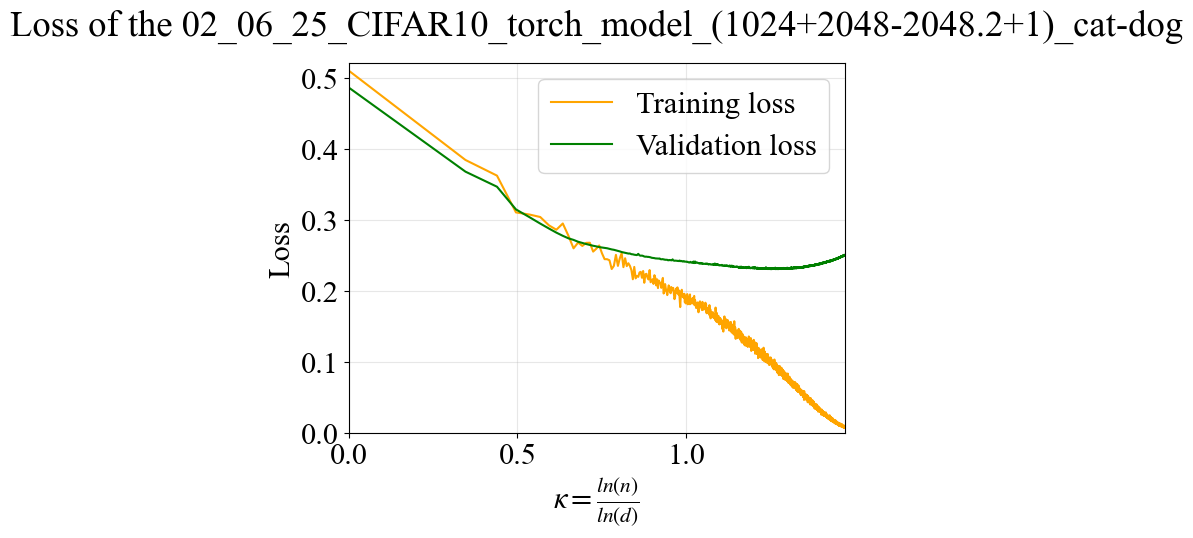 Loss of the 02_06_25_CIFAR10_torch_model_(1024+2048-2048.2+1)_cat-dog
Training loss
Validation loss
0.5
0.4
0.3
0.2
0.1
0.0
Loss
0.0 0.5 1.0
κ = ln(n)/ln(d)